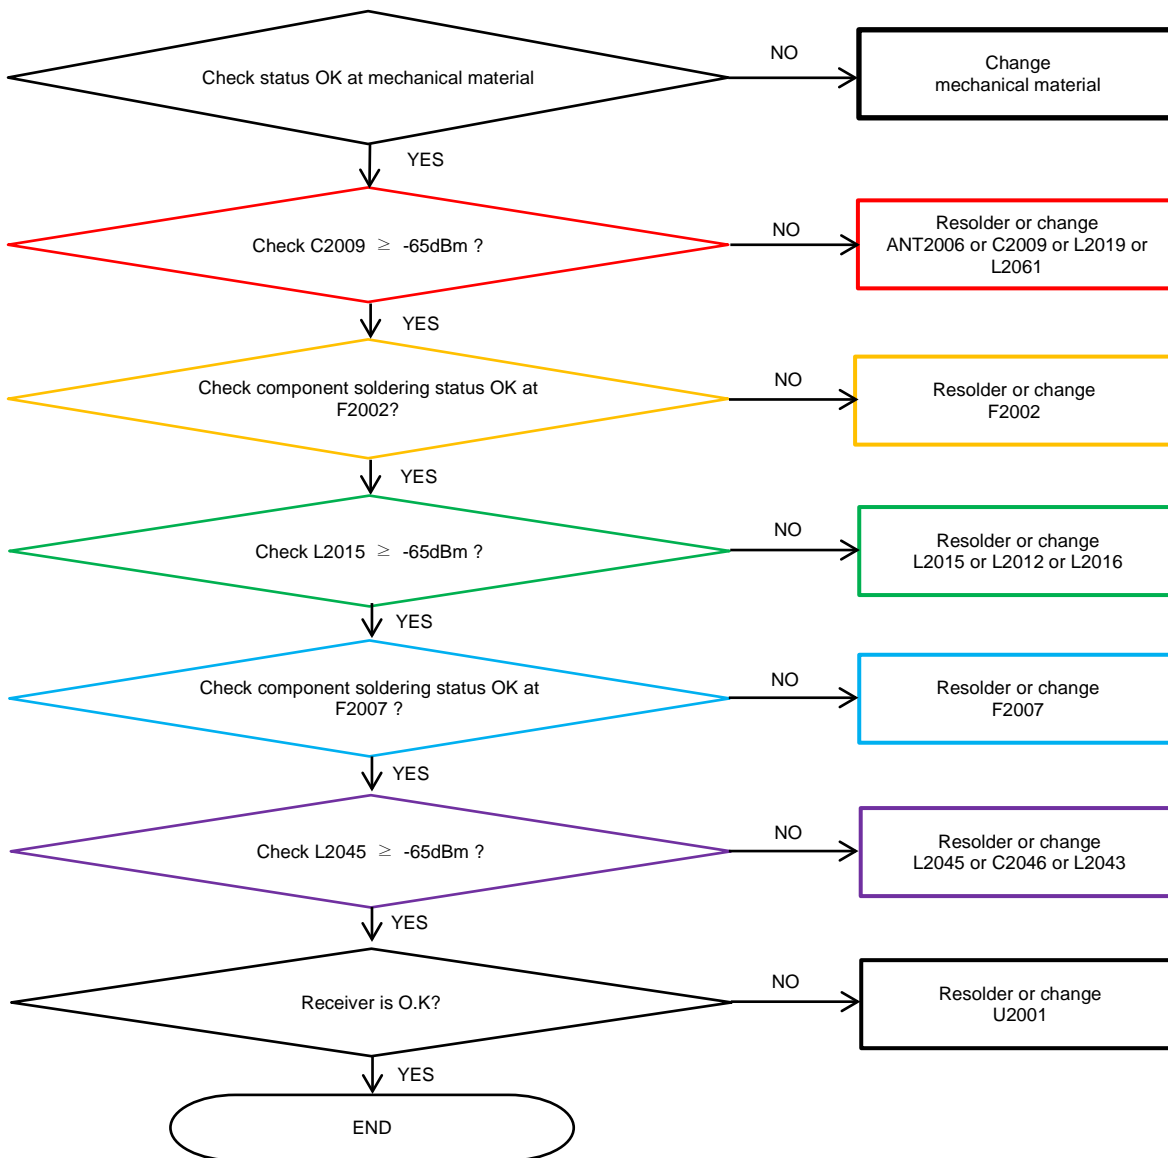 Check status OK at mechanical material
NO
Change
mechanical material
YES
Check C2009 ≥ -65dBm ?
NO
Resolder or change
ANT2006 or C2009 or L2019 or
L2061
YES
Check component soldering status OK at
F2002?
NO
Resolder or change
F2002
YES
Check L2015 ≥ -65dBm ?
NO
Resolder or change
L2015 or L2012 or L2016
YES
Check component soldering status OK at
F2007 ?
NO
Resolder or change
F2007
YES
Check L2045 ≥ -65dBm ?
NO
Resolder or change
L2045 or C2046 or L2043
YES
Receiver is O.K?
NO
Resolder or change
U2001
YES
END